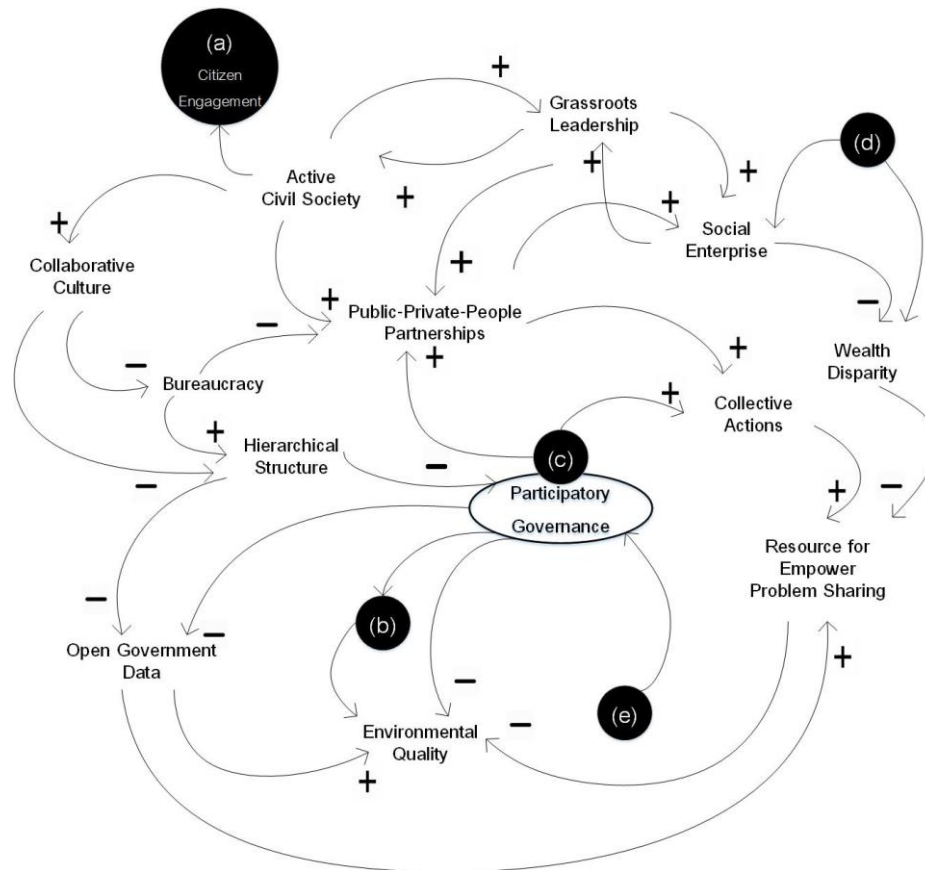 (a)
Citizen
Engagement
+
Grassroots
Leadership
(d)
+
+
Active
Civil Society
+
+
+
Social
Enterprise
Collaborative
Culture
+
−
+
Public-Private-People
Partnerships
−
−
+
+
Wealth
Disparity
Bureaucracy
+
Collective
Actions
+
Hierarchical
Structure
−
(c)
−
Participatory
Governance
+
−
Resource for
Empower
Problem Sharing
−
(b)
−
+
Open Government
Data
−
−
(e)
Environmental
Quality
+